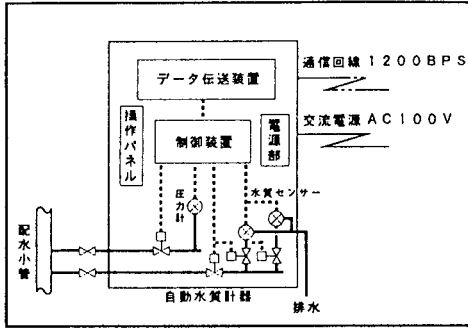 通信回線1200BPS
データ伝送装置
交流電源AC100V
操作パネル
電源部
制御装置
水質センサー
圧力計
配水小管
自動水質計器
排水